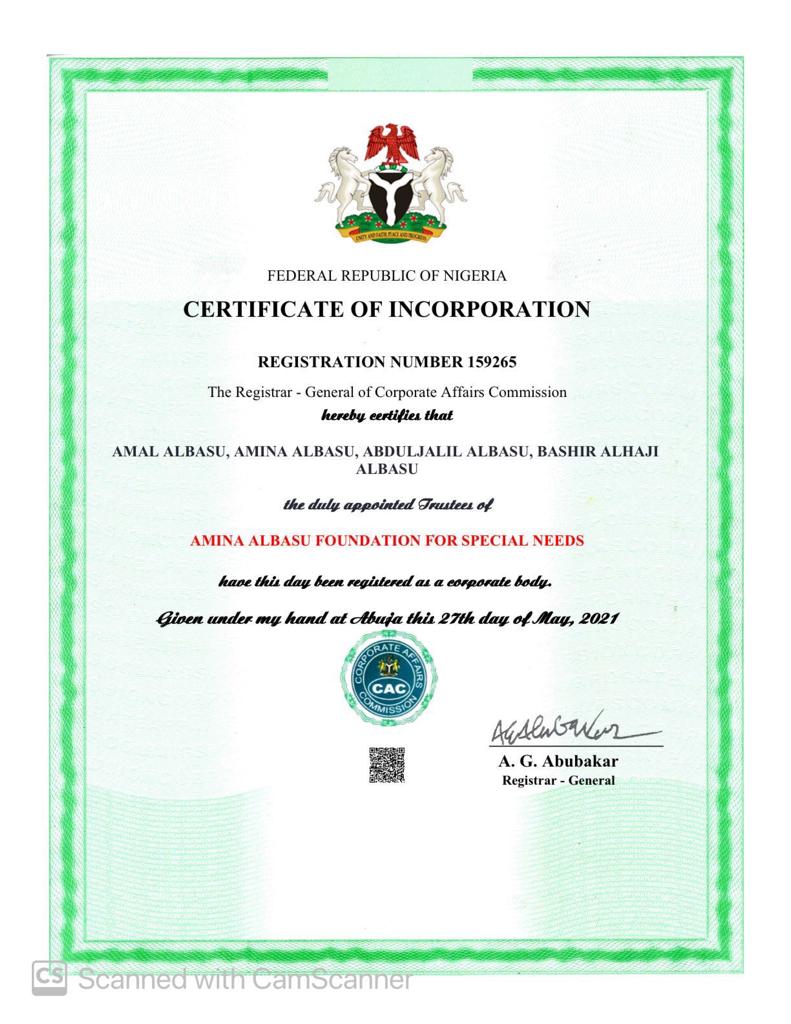 UNITY AND FAITH, PEACE AND PROGRESS
FEDERAL REPUBLIC OF NIGERIA
CERTIFICATE OF INCORPORATION
REGISTRATION NUMBER 159265
The Registrar - General of Corporate Affairs Commission
hereby certifies that
AMAL ALBASU, AMINA ALBASU, ABDULJALIL ALBASU, BASHIR ALHAJI
ALBASU
the duly appointed Trustees of
AMINA ALBASU FOUNDATION FOR SPECIAL NEEDS
have this day been registered as a corporate body.
Given under my hand at Abuja this 27th day of May, 2021
CORPORATE AFFAIRS
CAC
COMMISSION
A. G. Abubakar
Registrar - General
CS Scanned with CamScanner